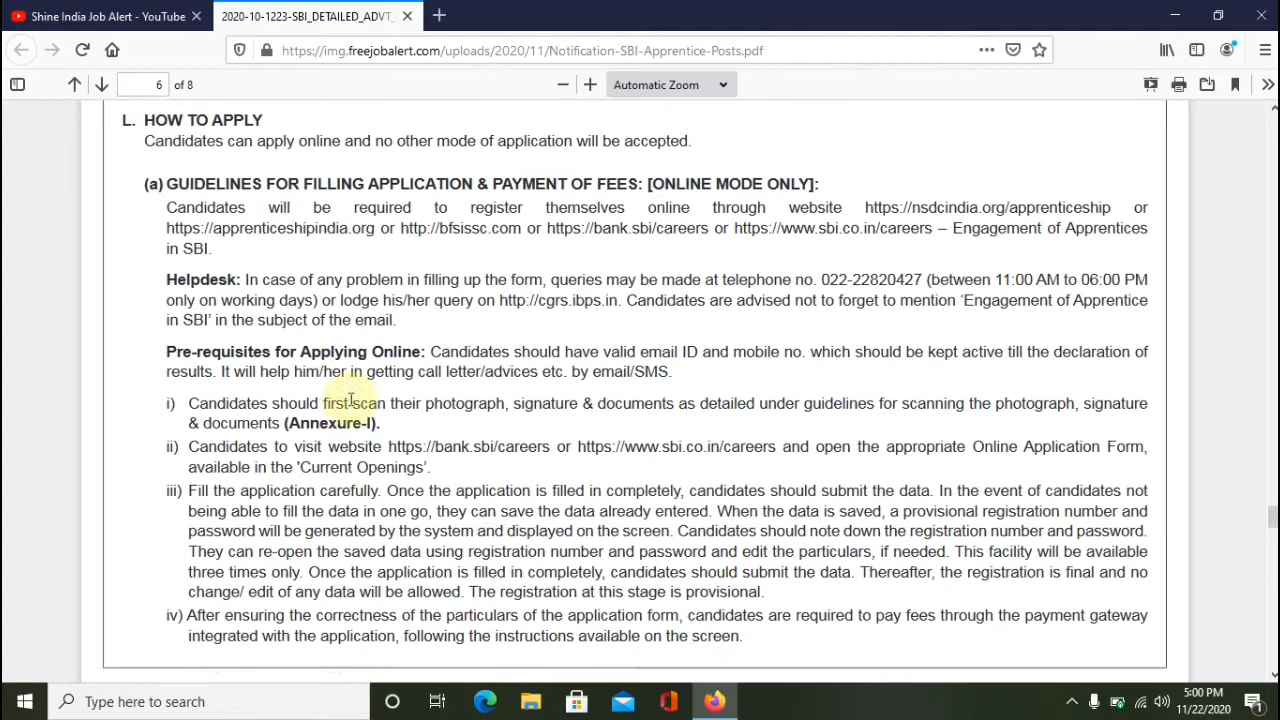 Shine India Job Alert - YouTube
2020-10-1223-SBI_DETAILED_ADVT_
https://img.freejobalert.com/uploads/2020/11/Notification-SBI-Apprentice-Posts.pdf
6 of 8
Automatic Zoom
L. HOW TO APPLY
Candidates can apply online and no other mode of application will be accepted.
(a) GUIDELINES FOR FILLING APPLICATION & PAYMENT OF FEES: [ONLINE MODE ONLY]:
Candidates will be required to register themselves online through website https://nsdcindia.org/apprenticeship or
https://apprenticeshipindia.org or http://bfsissc.com or https://bank.sbi/careers or https://www.sbi.co.in/careers – Engagement of Apprentices
in SBI.
Helpdesk: In case of any problem in filling up the form, queries may be made at telephone no. 022-22820427 (between 11:00 AM to 06:00 PM
only on working days) or lodge his/her query on http://cgrs.ibps.in. Candidates are advised not to forget to mention ‘Engagement of Apprentice
in SBI’ in the subject of the email.
Pre-requisites for Applying Online: Candidates should have valid email ID and mobile no. which should be kept active till the declaration of
results. It will help him/her in getting call letter/advices etc. by email/SMS.
i) Candidates should first scan their photograph, signature & documents as detailed under guidelines for scanning the photograph, signature
& documents (Annexure-I).
ii) Candidates to visit website https://bank.sbi/careers or https://www.sbi.co.in/careers and open the appropriate Online Application Form,
available in the 'Current Openings’.
iii) Fill the application carefully. Once the application is filled in completely, candidates should submit the data. In the event of candidates not
being able to fill the data in one go, they can save the data already entered. When the data is saved, a provisional registration number and
password will be generated by the system and displayed on the screen. Candidates should note down the registration number and password.
They can re-open the saved data using registration number and password and edit the particulars, if needed. This facility will be available
three times only. Once the application is filled in completely, candidates should submit the data. Thereafter, the registration is final and no
change/ edit of any data will be allowed. The registration at this stage is provisional.
iv) After ensuring the correctness of the particulars of the application form, candidates are required to pay fees through the payment gateway
integrated with the application, following the instructions available on the screen.
Type here to search
5:00 PM
11/22/2020
1